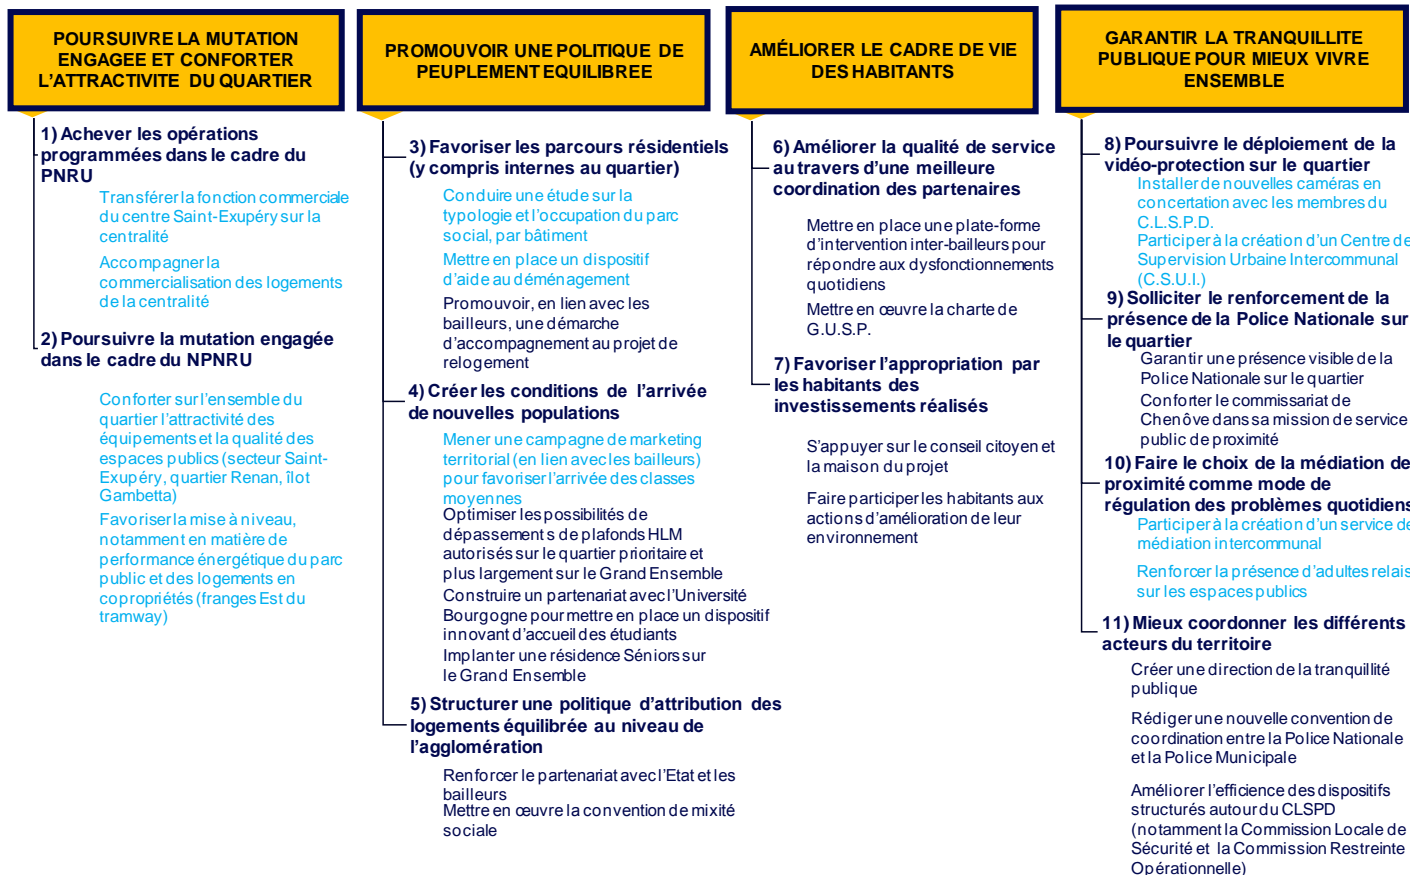 POURSUIVRE LA MUTATION
ENGAGEE ET CONFORTER
L'ATTRACTIVITE DU QUARTIER
1) Achever les opérations
programmées dans le cadre du
PNRU
Transférer la fonction commerciale
du centre Saint-Exupéry sur la
centralité
Accompagner la
commercialisation des logements
de la centralité
2) Poursuivre la mutation engagée
dans le cadre du NPNRU
Conforter sur l'ensemble du
quartier l'attractivité des
équipements et la qualité des
espaces publics (secteur Saint-
Exupéry, quartier Renan, îlot
Gambetta)
Favoriser la mise à niveau,
notamment en matière de
performance énergétique du parc
public et des logements en
copropriétés (franges Est du
tramway)
PROMOUVOIR UNE POLITIQUE DE
PEUPLEMENT EQUILIBREE
3) Favoriser les parcours résidentiels
(y compris internes au quartier)
Conduire une étude sur la
typologie et l'occupation du parc
social, par bâtiment
Mettre en place un dispositif
d'aide au déménagement
Promouvoir, en lien avec les
bailleurs, une démarche
d'accompagnement au projet de
relogement
4) Créer les conditions de l'arrivée
de nouvelles populations
Mener une campagne de marketing
territorial (en lien avec les bailleurs)
pour favoriser l'arrivée des classes
moyennes
Optimiser les possibilités de
dépassements de plafonds HLM
autorisés sur le quartier prioritaire et
plus largement sur le Grand Ensemble
Construire un partenariat avec l'Université
Bourgogne pour mettre en place un dispositif
innovant d'accueil des étudiants
Implanter une résidence Séniors sur
le Grand Ensemble
5) Structurer une politique d'attribution des
logements équilibrée au niveau de
l'agglomération
Renforcer le partenariat avec l'Etat et les
bailleurs
Mettre en œuvre la convention de mixité
sociale
AMÉLIORER LE CADRE DE VIE
DES HABITANTS
6) Améliorer la qualité de service
au travers d'une meilleure
coordination des partenaires
Mettre en place une plate-forme
d'intervention inter-bailleurs pour
répondre aux dysfonctionnements
quotidiens
Mettre en œuvre la charte de
G.U.S.P.
7) Favoriser l'appropriation par
les habitants des
investissements réalisés
S'appuyer sur le conseil citoyen et
la maison du projet
Faire participer les habitants aux
actions d'amélioration de leur
environnement
GARANTIR LA TRANQUILLITE
PUBLIQUE POUR MIEUX VIVRE
ENSEMBLE
8) Poursuivre le déploiement de la
vidéo-protection sur le quartier
Installer de nouvelles caméras en
concertation avec les membres du
C.L.S.P.D.
Participer à la création d'un Centre de
Supervision Urbaine Intercommunal
(C.S.U.I.)
9) Solliciter le renforcement de la
présence de la Police Nationale sur
le quartier
Garantir une présence visible de la
Police Nationale sur le quartier
Conforter le commissariat de
Chenôve dans sa mission de service
public de proximité
10) Faire le choix de la médiation de
proximité comme mode de
régulation des problèmes quotidiens
Participer à la création d'un service de
médiation intercommunal
Renforcer la présence d'adultes relais
sur les espaces publics
11) Mieux coordonner les différents
acteurs du territoire
Créer une direction de la tranquillité
publique
Rédiger une nouvelle convention de
coordination entre la Police Nationale
et la Police Municipale
Améliorer l'efficience des dispositifs
structurés autour du CLSPD
(notamment la Commission Locale de
Sécurité et la Commission Restreinte
Opérationnelle)